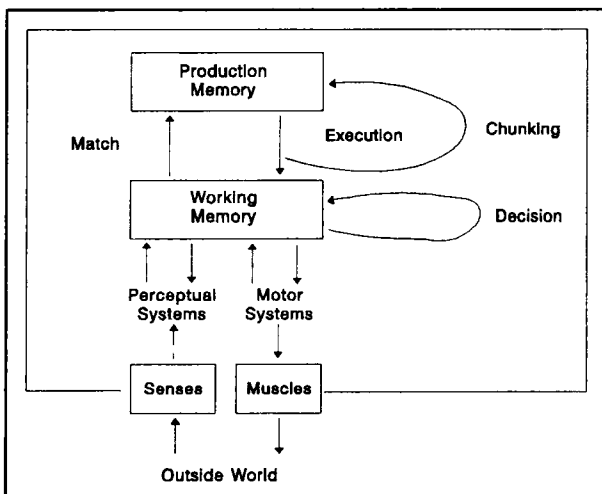 Production
Memory
Match
Execution
Chunking
Working
Memory
Decision
Perceptual
Systems
Motor
Systems
Senses
Muscles
Outside World